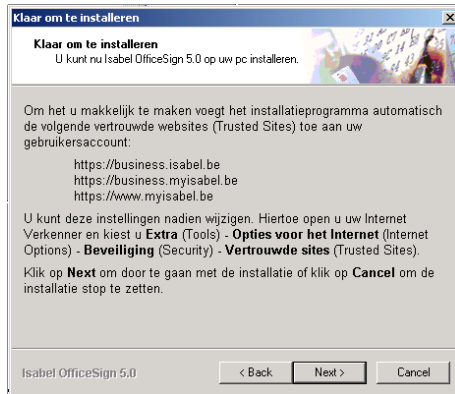 Klaar om te installeren
Klaar om te installeren
U kunt nu Isabel OfficeSign 5.0 op uw pc installeren.
Om het u makkelijk te maken voegt het installatieprogramma automatisch
de volgende vertrouwde websites (Trusted Sites) toe aan uw
gebruikersaccount:
https://business.isabel.be
https://business.myisabel.be
https://www.myisabel.be
U kunt deze instellingen nadien wijzigen. Hiertoe open u uw Internet
Verkenner en kiest u Extra (Tools) - Opties voor het Internet (Internet
Options) - Beveiliging (Security) - Vertrouwde sites (Trusted Sites).
Klik op Next om door te gaan met de installatie of klik op Cancel om de
installatie stop te zetten.
Isabel OfficeSign 5.0
< Back
Next >
Cancel